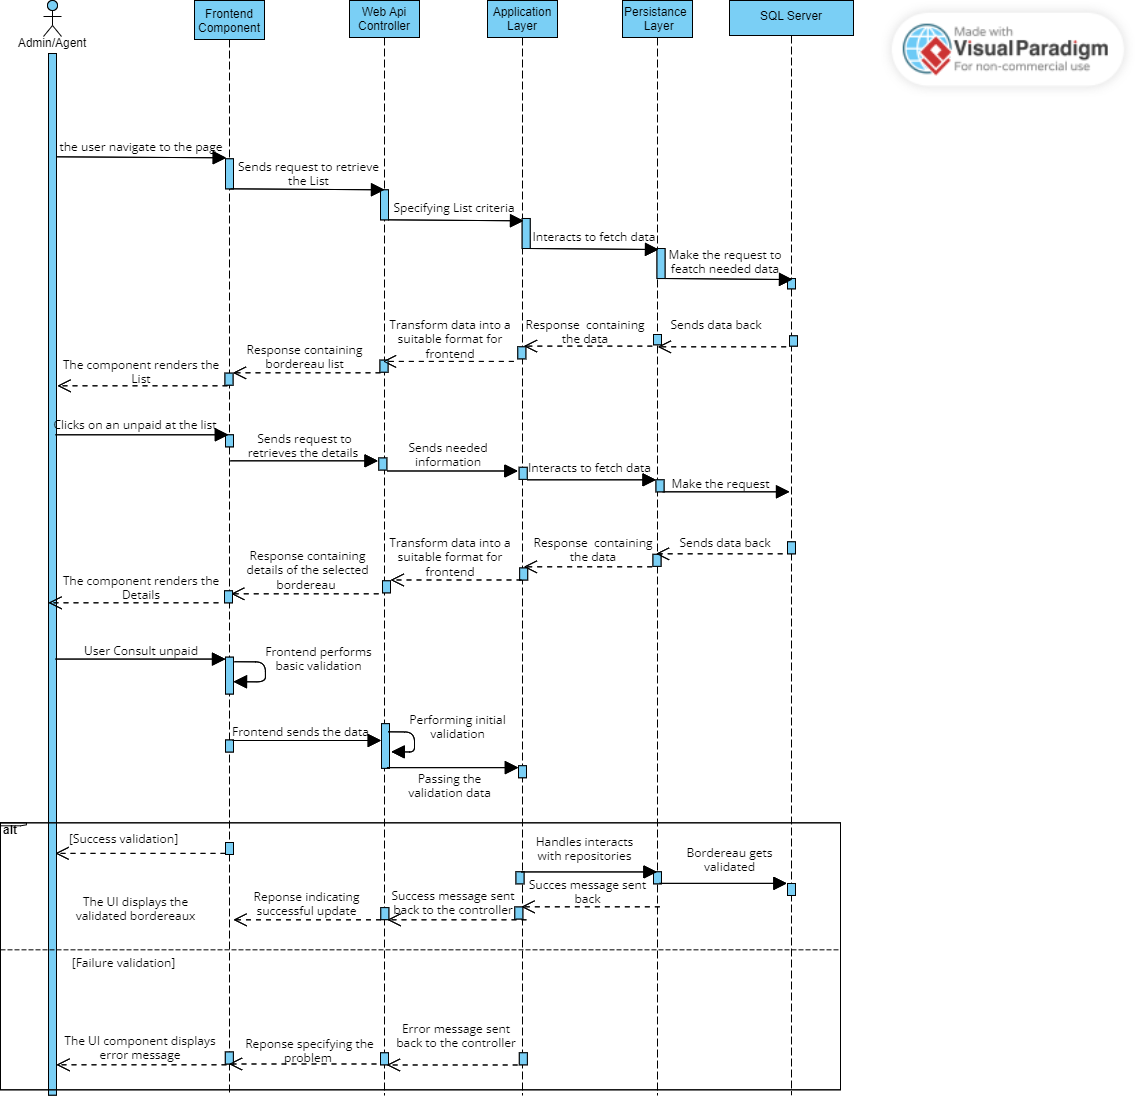 Frontend
Component
Web Api
Controller
Application
Layer
Persistance
Layer
SQL Server
Made with
Visual Paradigm
For non-commercial use
Admin/Agent
the user navigate to the page
Sends request to retrieve
the List
Specifying List criteria
Interacts to fetch data
Make the request to
featch needed data
Sends data back
Response  containing
the data
Transform data into a
suitable format for
frontend
Response containing
bordereau list
The component renders the
List
Clicks on an unpaid at the list
Sends request to
retrieves the details
Sends needed
information
Interacts to fetch data
Make the request
Sends data back
Response  containing
the data
Transform data into a
suitable format for
frontend
Response containing
details of the selected
bordereau
The component renders the
Details
User Consult unpaid
Frontend performs
basic validation
Frontend sends the data
Performing initial
validation
Passing the
validation data
alt
[Success validation]
Handles interacts
with repositories
Bordereau gets
validated
Succes message sent
back
Success message sent
back to the controller
Reponse indicating
successful update
The UI displays the
validated bordereaux
[Failure validation]
Error message sent
back to the controller
Reponse specifying the
problem
The UI component displays
error message